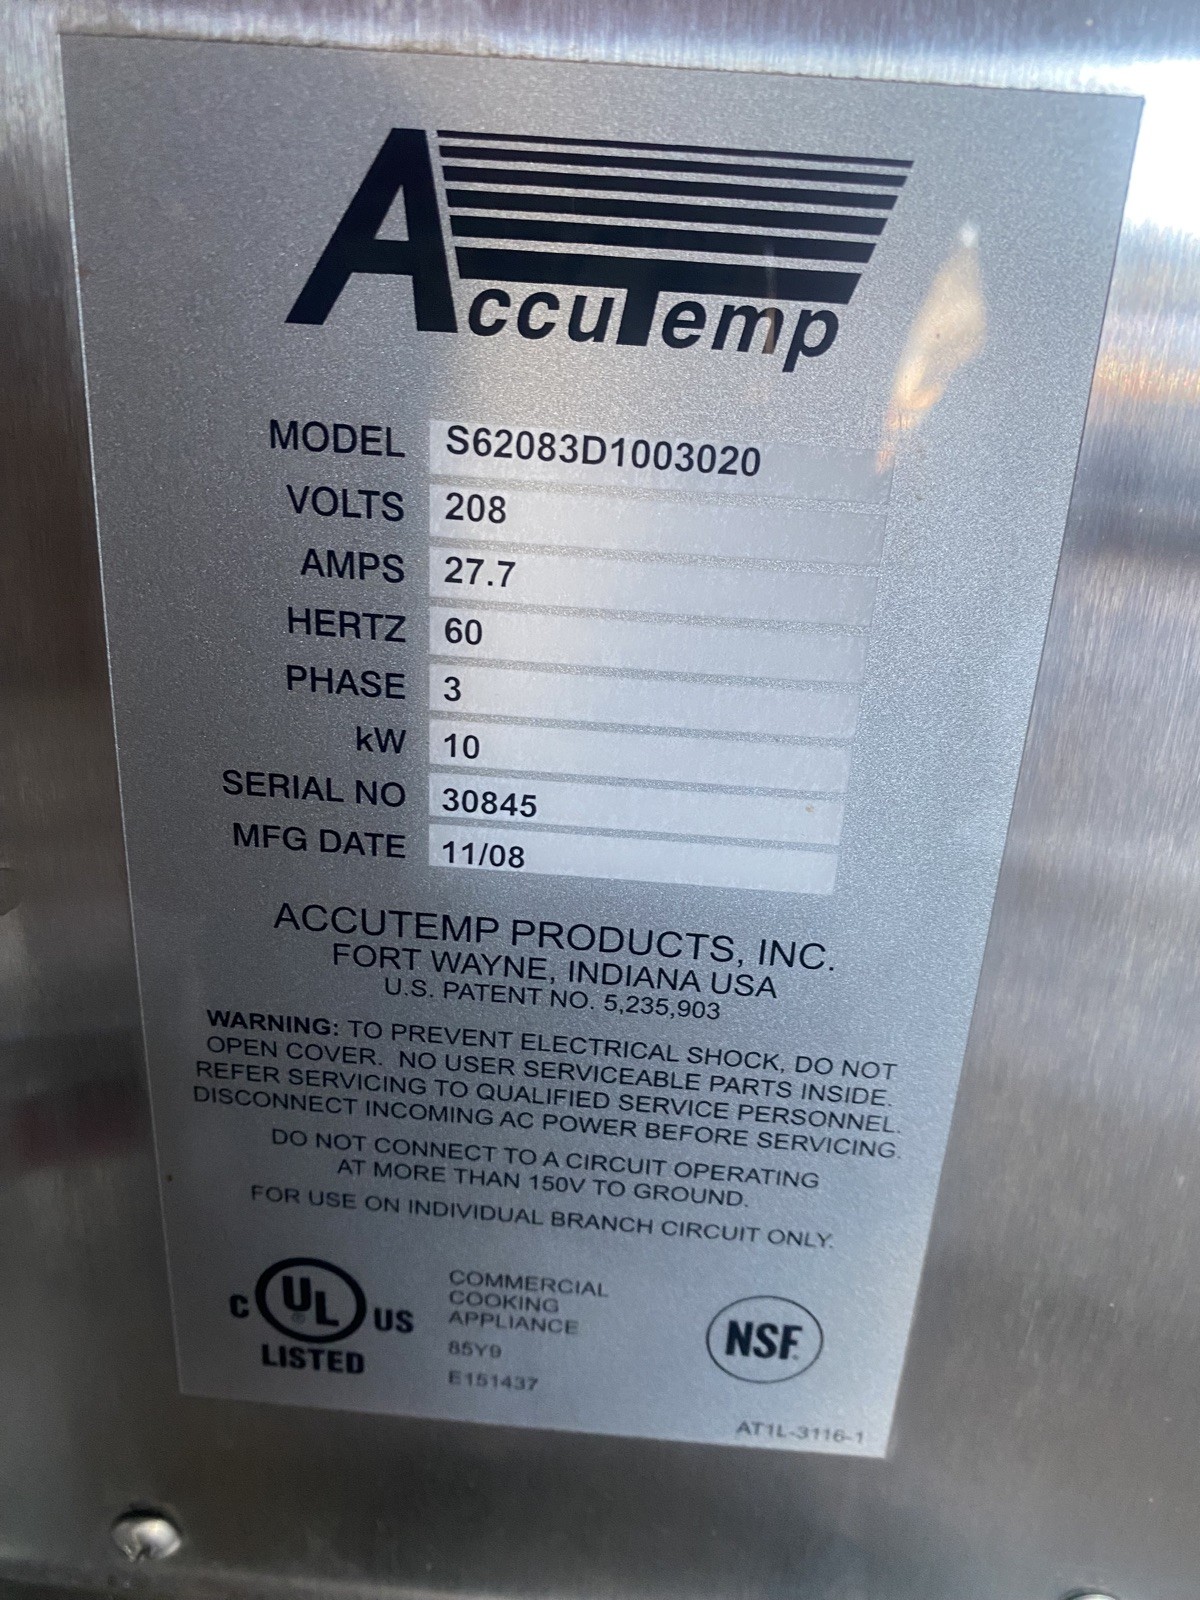 AccuTemp
MODEL S62083D1003020
VOLTS 208
AMPS 27.7
HERTZ 60
PHASE 3
kW 10
SERIAL NO 30845
MFG DATE 11/08
ACCUTEMP PRODUCTS, INC.
FORT WAYNE, INDIANA USA
U.S. PATENT NO. 5,235,903
WARNING: TO PREVENT ELECTRICAL SHOCK, DO NOT
OPEN COVER. NO USER SERVICEABLE PARTS INSIDE.
REFER SERVICING TO QUALIFIED SERVICE PERSONNEL.
DISCONNECT INCOMING AC POWER BEFORE SERVICING.
DO NOT CONNECT TO A CIRCUIT OPERATING
AT MORE THAN 150V TO GROUND.
FOR USE ON INDIVIDUAL BRANCH CIRCUIT ONLY.
C UL® US
LISTED
COMMERCIAL
COOKING
APPLIANCE
85Y9
E151437
NSF.
AT1L-3116-1